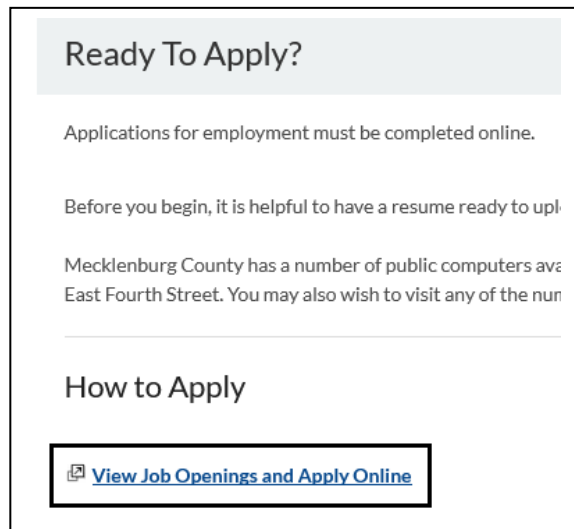 Ready To Apply?
Applications for employment must be completed online.
Before you begin, it is helpful to have a resume ready to
Mecklenburg County has a number of public computers
East Fourth Street. You may also wish to visit any of the
How to Apply
View Job Openings and Apply Online